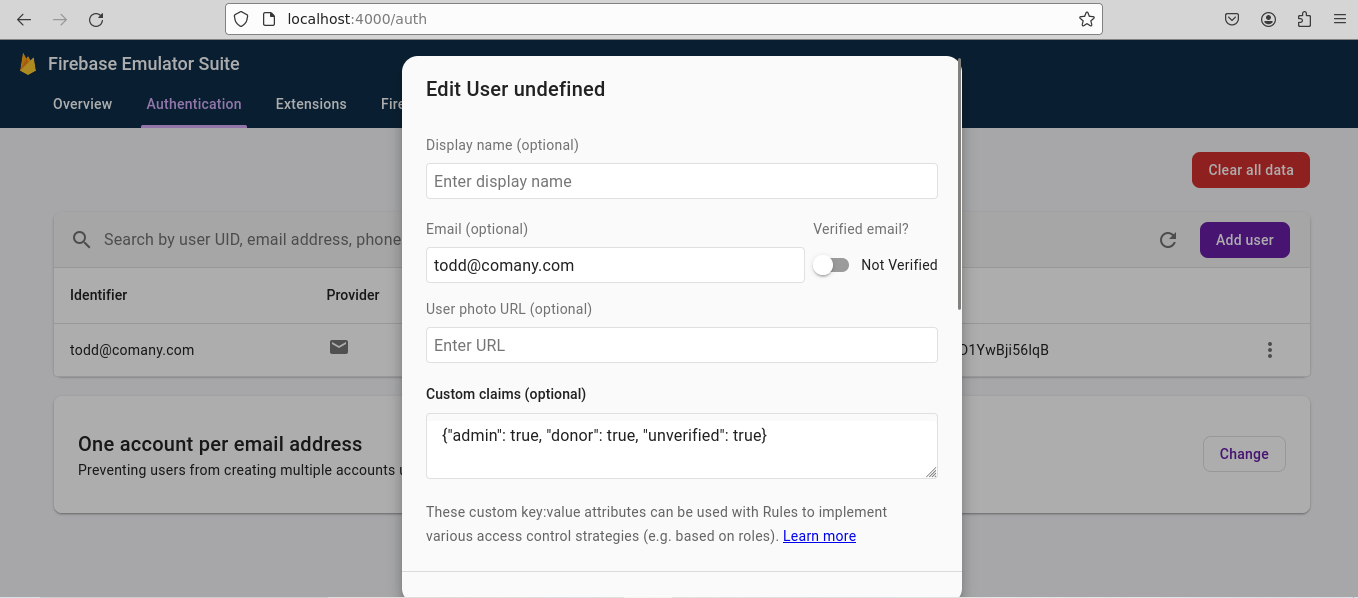 localhost:4000/auth
Firebase Emulator Suite
Overview Authentication Extensions Fire
Clear all data
Search by user UID, email address, phone
Add user
Identifier Provider
todd@comany.com
D1YwBji56lqB
One account per email address
Preventing users from creating multiple accounts u
Change
Edit User undefined
Display name (optional)
Enter display name
Email (optional) Verified email?
todd@comany.com Not Verified
User photo URL (optional)
Enter URL
Custom claims (optional)
{"admin": true, "donor": true, "unverified": true}
These custom key:value attributes can be used with Rules to implement
various access control strategies (e.g. based on roles). Learn more